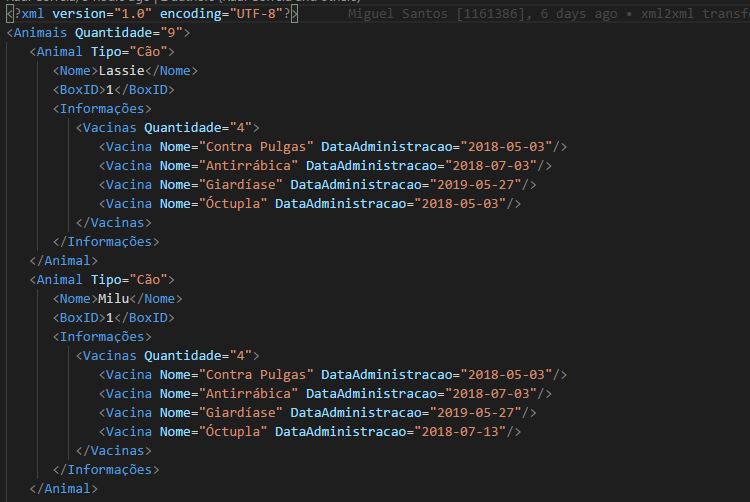 <?xml version="1.0" encoding="UTF-8"?> Miguel Santos [1161386], 6 days ago • xml2xml transf
<Animais Quantidade="9">
<Animal Tipo="Cão">
<Nome>Lassie</Nome>
<BoxID>1</BoxID>
<Informações>
<Vacinas Quantidade="4">
<Vacina Nome="Contra Pulgas" DataAdministracao="2018-05-03"/>
<Vacina Nome="Antirrábica" DataAdministracao="2018-07-03"/>
<Vacina Nome="Giardíase" DataAdministracao="2019-05-27"/>
<Vacina Nome="Óctupla" DataAdministracao="2018-05-03"/>
</Vacinas>
</Informações>
</Animal>
<Animal Tipo="Cão">
<Nome>Milu</Nome>
<BoxID>1</BoxID>
<Informações>
<Vacinas Quantidade="4">
<Vacina Nome="Contra Pulgas" DataAdministracao="2018-05-03"/>
<Vacina Nome="Antirrábica" DataAdministracao="2018-07-03"/>
<Vacina Nome="Giardíase" DataAdministracao="2019-05-27"/>
<Vacina Nome="Óctupla" DataAdministracao="2018-07-13"/>
</Vacinas>
</Informações>
</Animal>